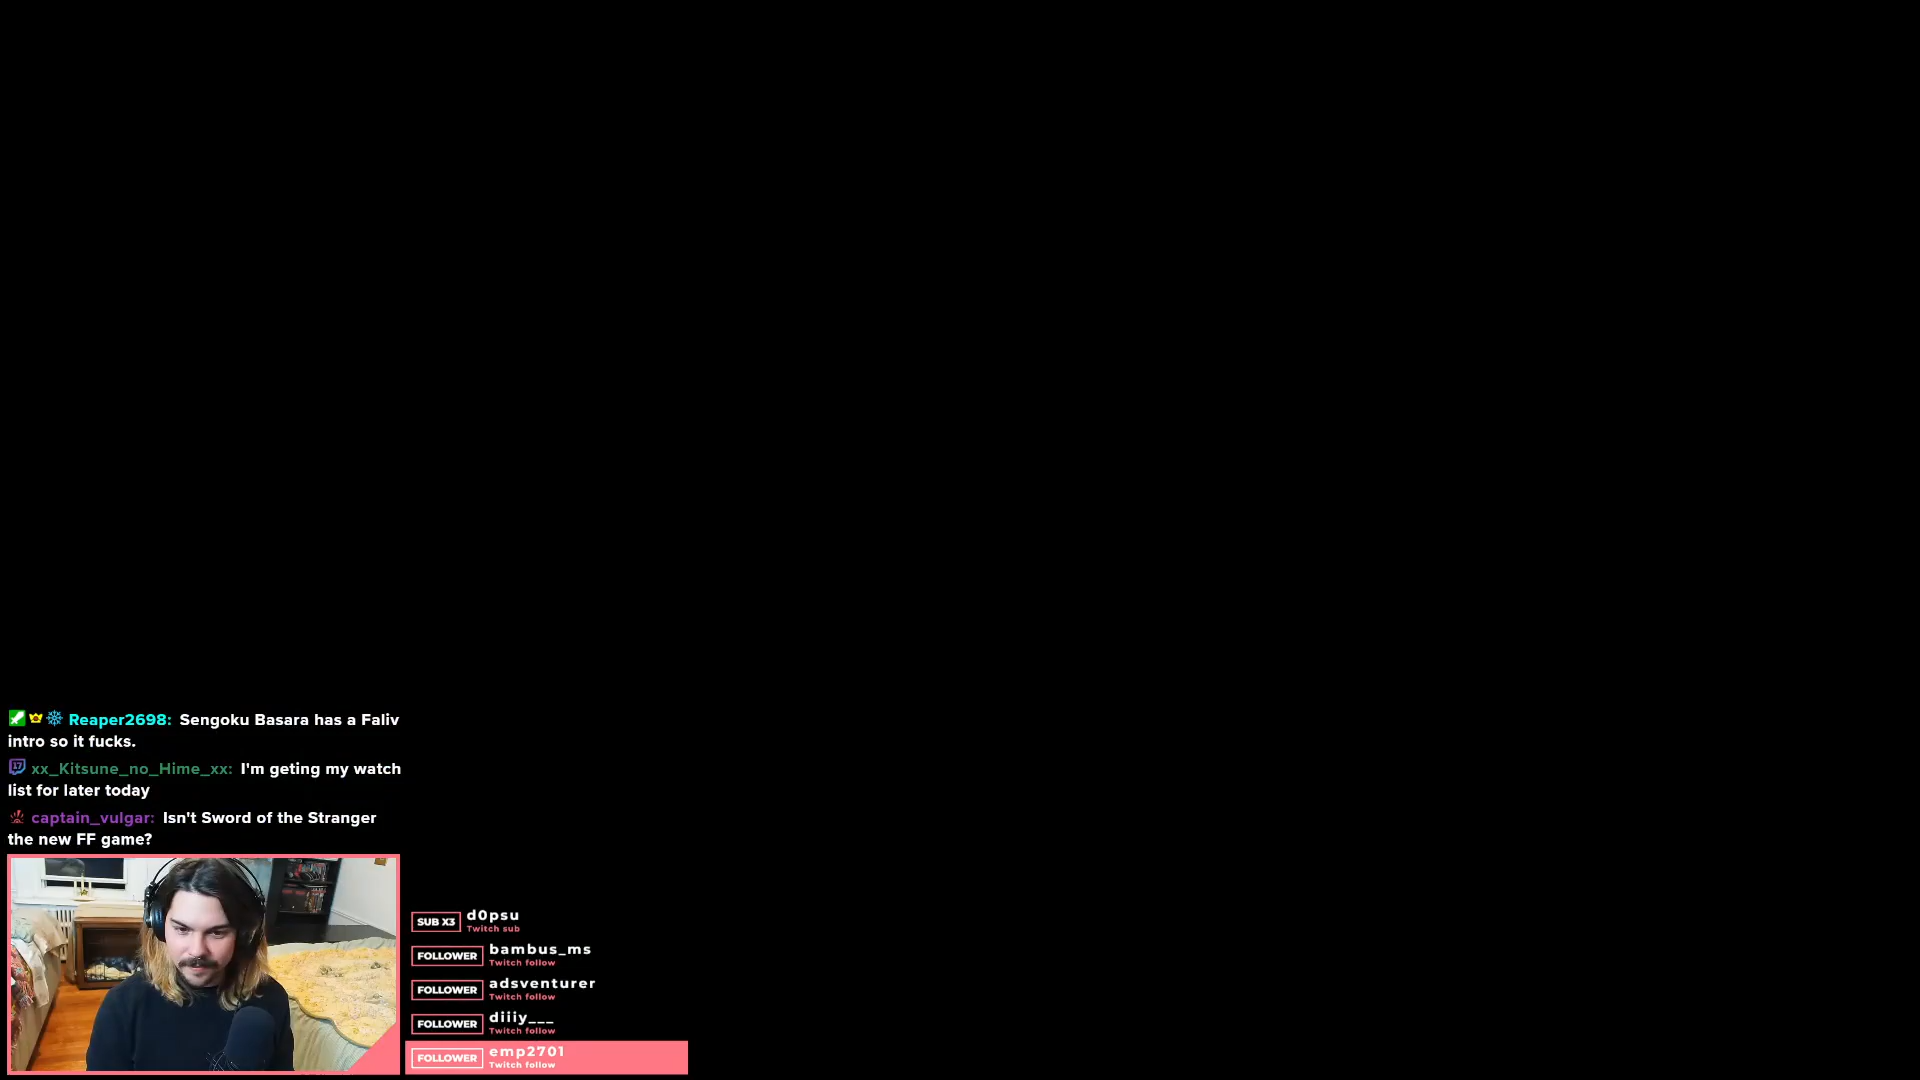 Reaper2698: Sengoku Basara has a Faliv
intro so it fucks.
xx_Kitsune_no_Hime_xx: I'm geting my watch
list for later today
captain_vulgar: Isn't Sword of the Stranger
the new FF game?
SUB X3 d0psu
Twitch sub
FOLLOWER bambus_ms
Twitch follow
FOLLOWER adsventurer
Twitch follow
FOLLOWER diiiy___
Twitch follow
FOLLOWER emp2701
Twitch follow